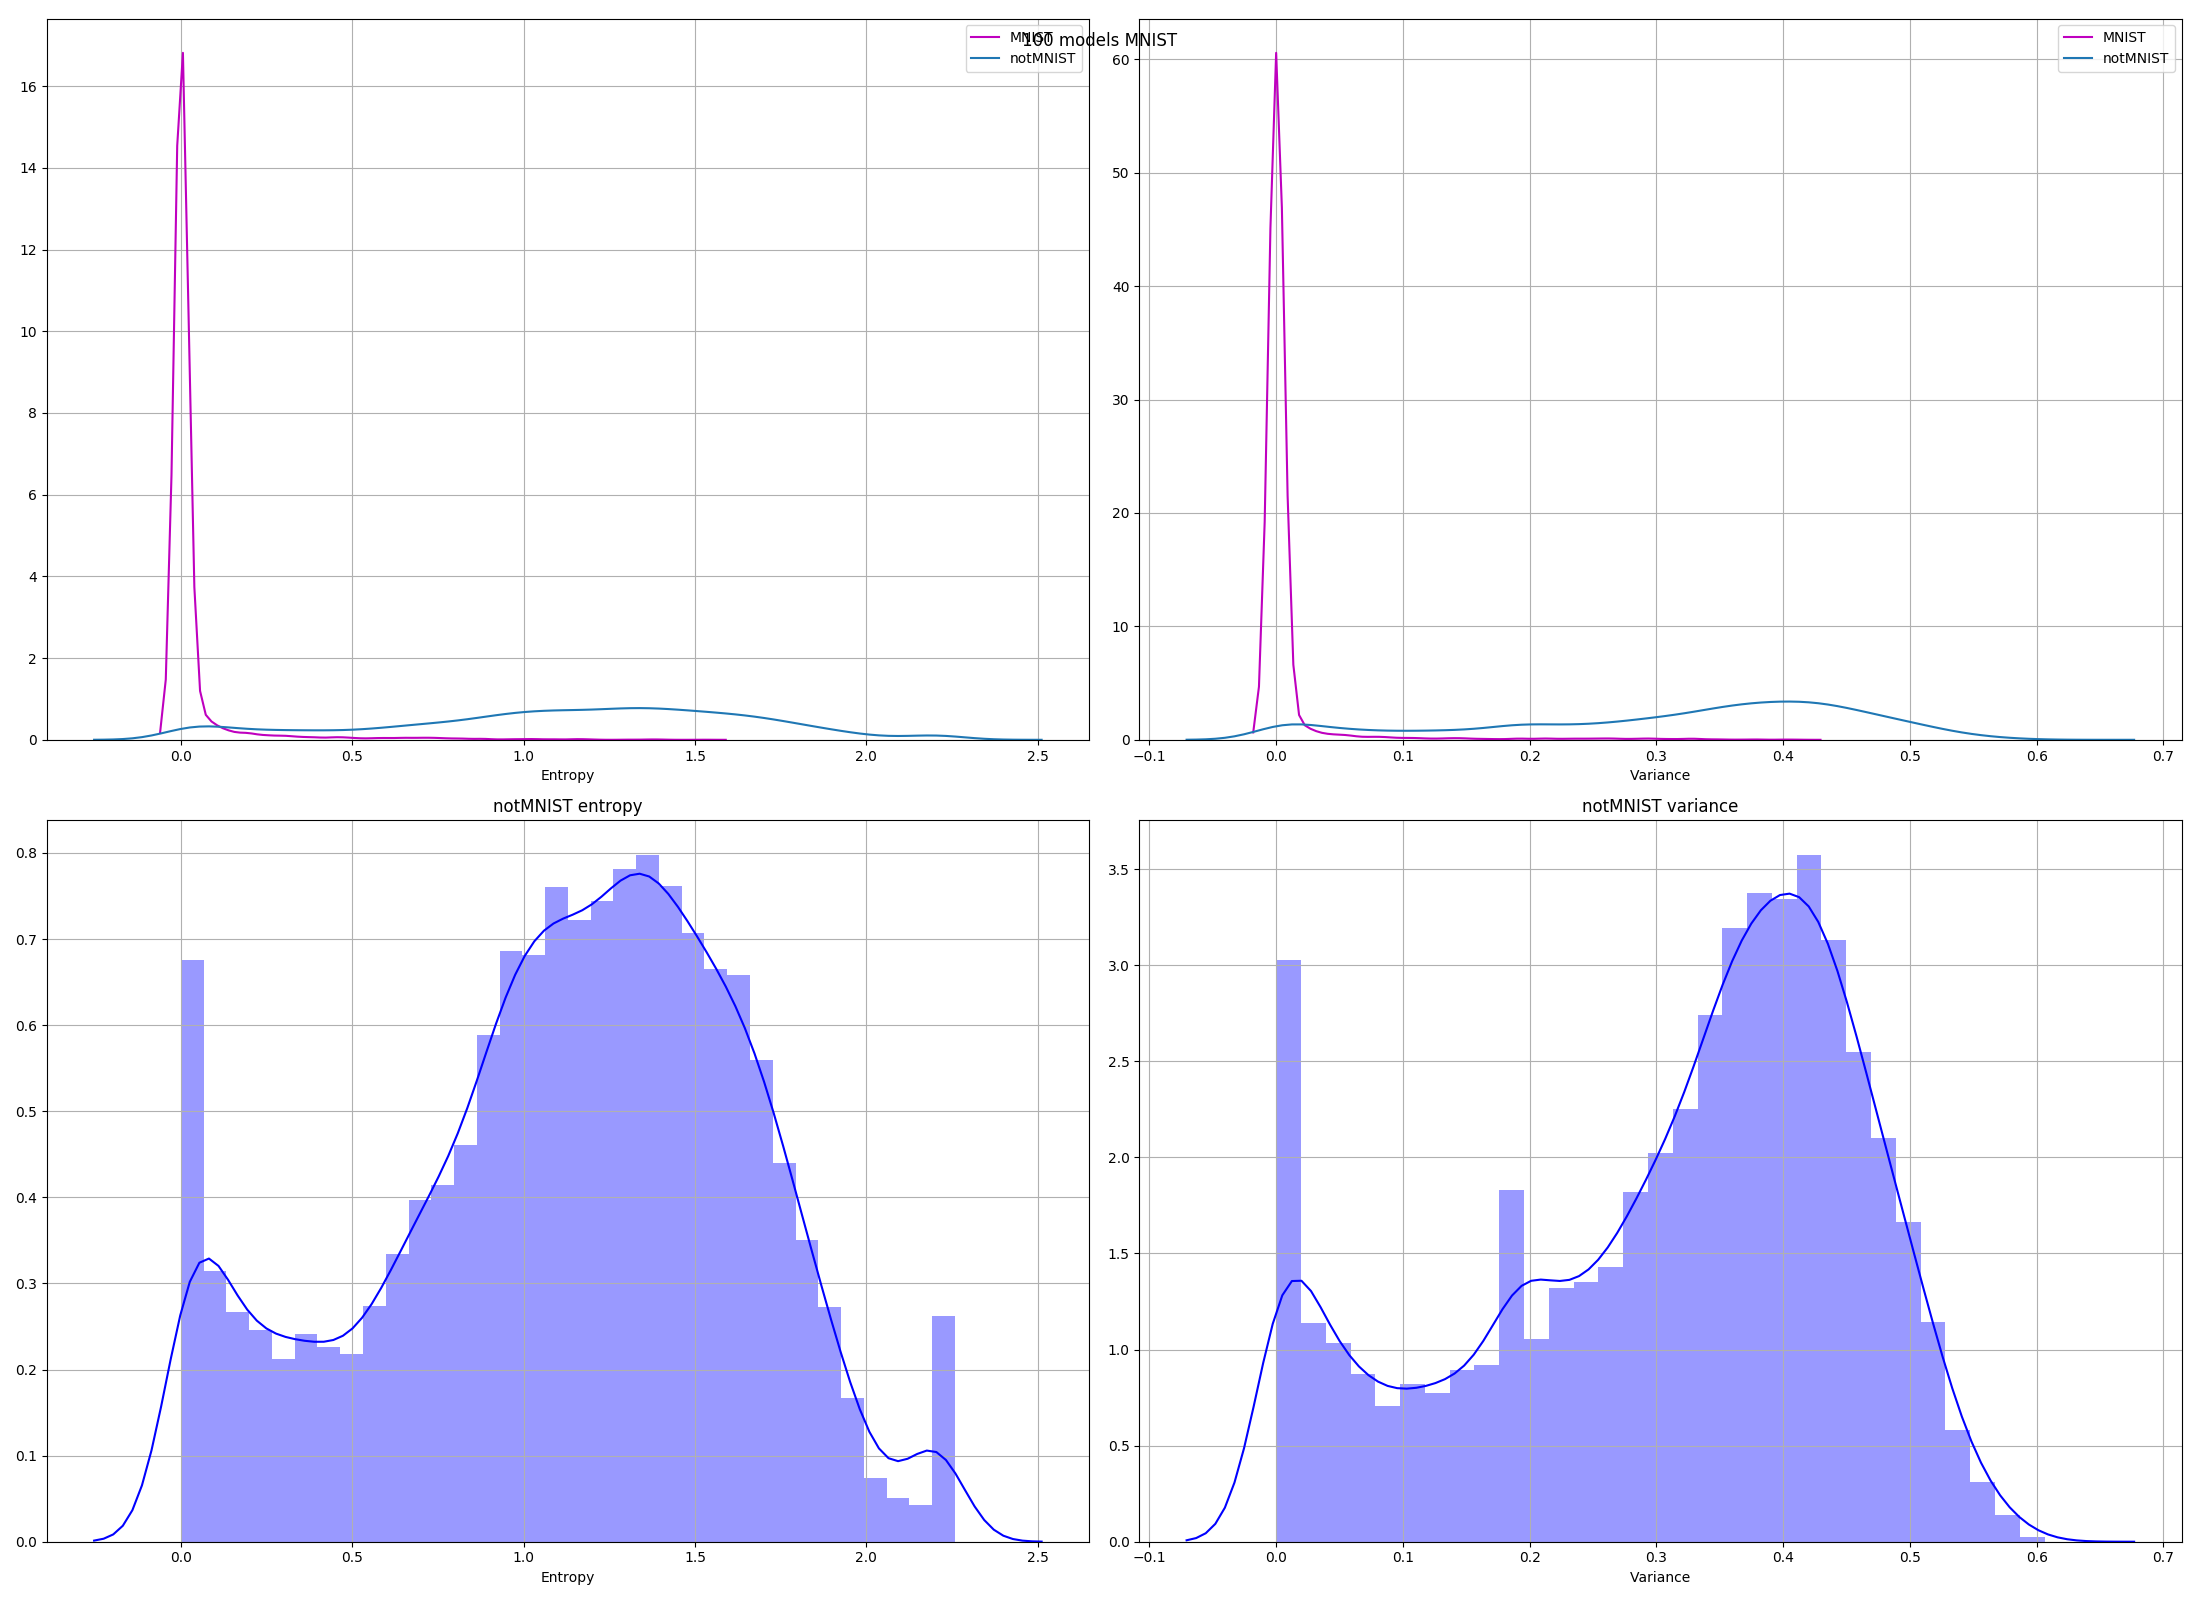 100 models MNIST
MNIST
notMNIST
16
14
12
10
8
6
4
2
0
0.0 0.5 1.0 1.5 2.0 2.5
Entropy
MNIST
notMNIST
60
50
40
30
20
10
0
−0.1 0.0 0.1 0.2 0.3 0.4 0.5 0.6 0.7
Variance
notMNIST entropy
0.8
0.7
0.6
0.5
0.4
0.3
0.2
0.1
0.0
0.0 0.5 1.0 1.5 2.0 2.5
Entropy
notMNIST variance
3.5
3.0
2.5
2.0
1.5
1.0
0.5
0.0
−0.1 0.0 0.1 0.2 0.3 0.4 0.5 0.6 0.7
Variance